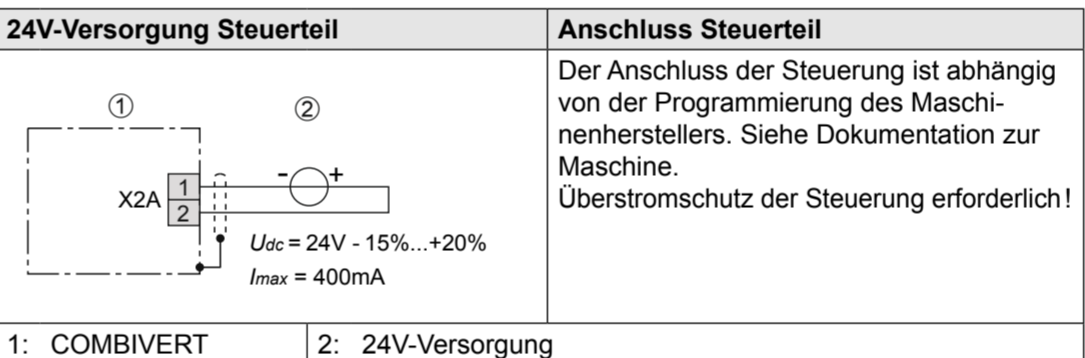 24V-Versorgung Steuerteil
Anschluss Steuerteil
① ②
X2A
1
2
- +
Udc = 24V - 15%...+20%
Imax = 400mA
Der Anschluss der Steuerung ist abhängig
von der Programmierung des Maschi-
nenherstellers. Siehe Dokumentation zur
Maschine.
Überstromschutz der Steuerung erforderlich!
1: COMBIVERT
2: 24V-Versorgung